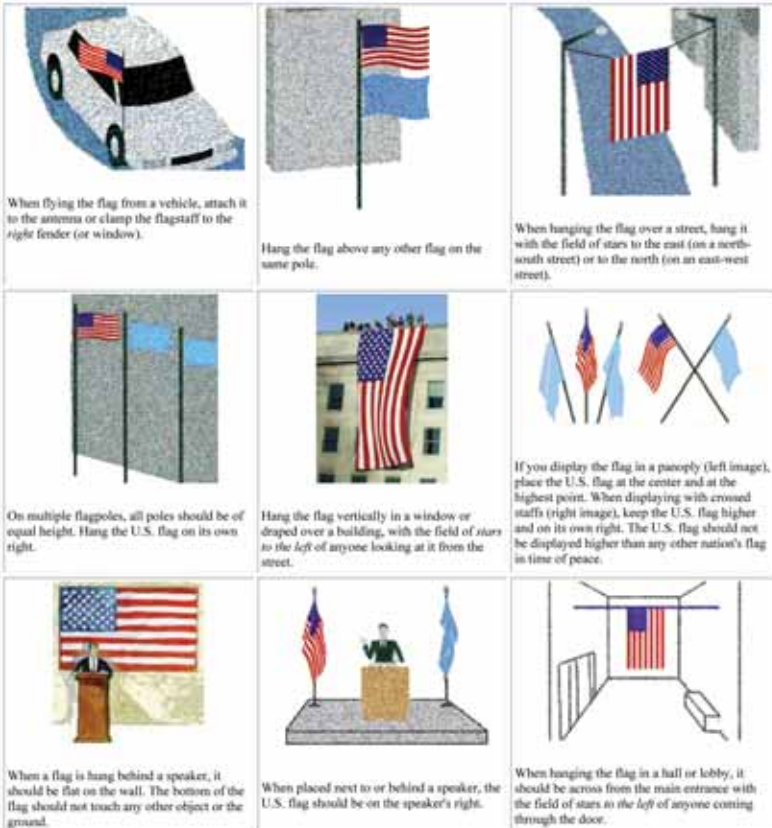 When flying the flag from a vehicle, attach it
to the antenna or clamp the flagstaff to the
right fender (or window).
Hang the flag above any other flag on the
same pole.
When hanging the flag over a street, hang it
with the field of stars to the east (on a north-
south street) or to the north (on an east-west
street).
On multiple flagpoles, all poles should be of
equal height. Hang the U.S. flag on its own
right.
Hang the flag vertically in a window or
draped over a building, with the field of stars
to the left of anyone looking at it from the
street.
If you display the flag in a panoply (left image),
place the U.S. flag at the center and at the
highest point. When displaying with crossed
staffs (right image), keep the U.S. flag higher
and on its own right. The U.S. flag should not
be displayed higher than any other nation's flag
in time of peace.
When a flag is hung behind a speaker, it
should be flat on the wall. The bottom of the
flag should not touch any other object or the
ground.
When placed next to or behind a speaker, the
U.S. flag should be on the speaker's right.
When hanging the flag in a hall or lobby, it
should be across from the main entrance with
the field of stars to the left of anyone coming
through the door.